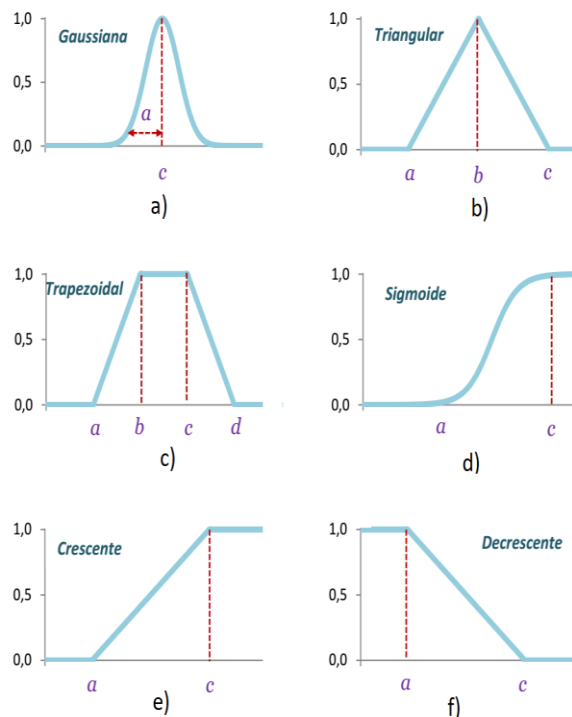 Gaussiana
1,0
0,5
0,0
a
c
a)
Triangular
1,0
0,5
0,0
a b c
b)
Trapezoidal
1,0
0,5
0,0
a b c d
c)
Sigmoide
1,0
0,5
0,0
a c
d)
Crescente
1,0
0,5
0,0
a c
e)
Decrescente
1,0
0,5
0,0
a c
f)